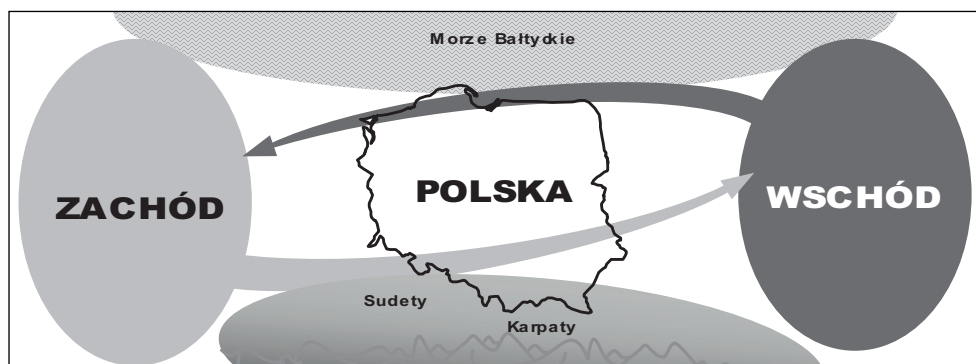 Morze Bałtyckie
ZACHÓD
POLSKA
WSCHÓD
Sudety
Karpaty